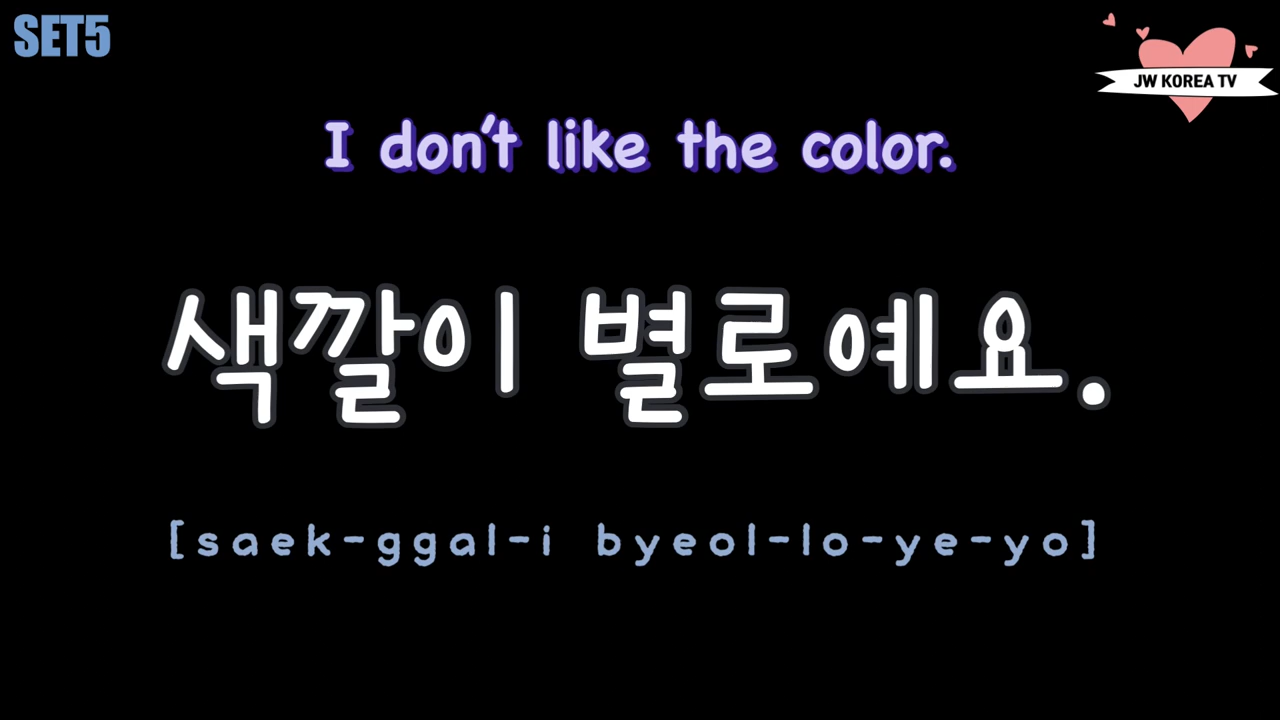 SET5
JW KOREA TV
I don't like the color.
색깔이 별로예요.
[saek-ggal-i byeol-lo-ye-yo]